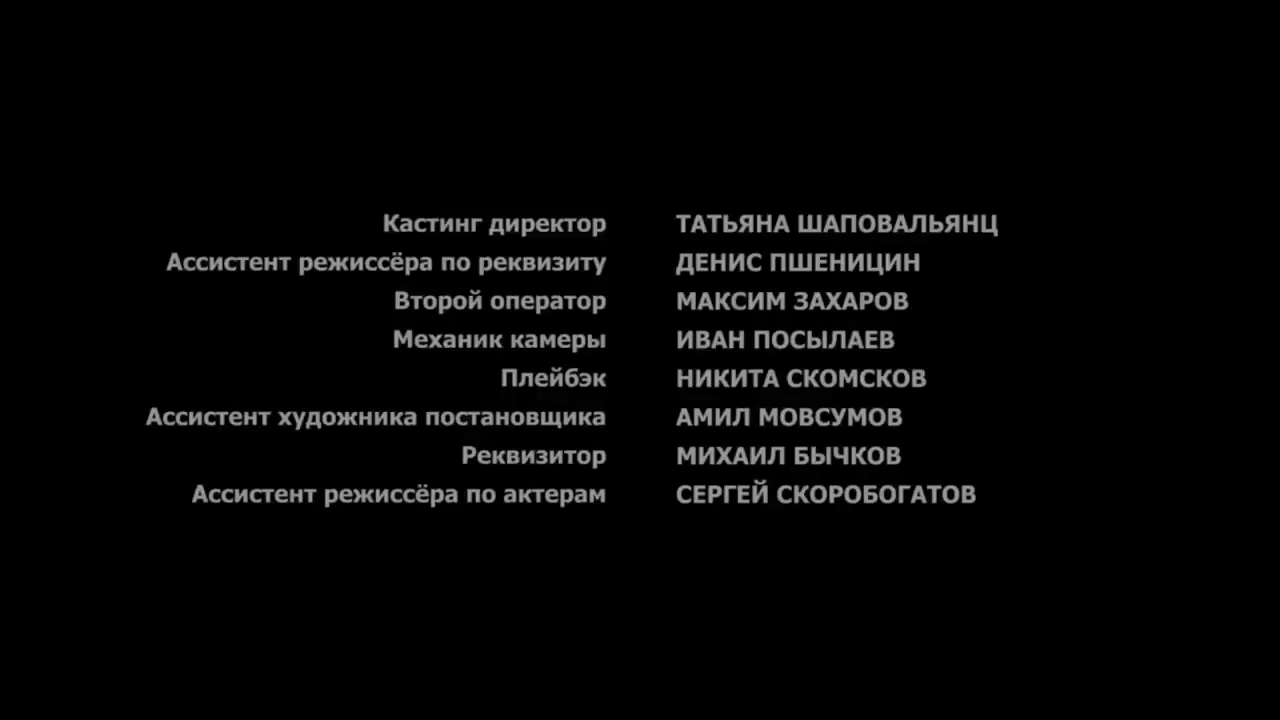 Кастинг директор ТАТЬЯНА ШАПОВАЛЬЯНЦ
Ассистент режиссёра по реквизиту ДЕНИС ПШЕНИЦИН
Второй оператор МАКСИМ ЗАХАРОВ
Механик камеры ИВАН ПОСЫЛАЕВ
Плейбэк НИКИТА СКОМСКОВ
Ассистент художника постановщика АМИЛ МОВСУМОВ
Реквизитор МИХАИЛ БЫЧКОВ
Ассистент режиссёра по актерам СЕРГЕЙ СКОРОБОГАТОВ